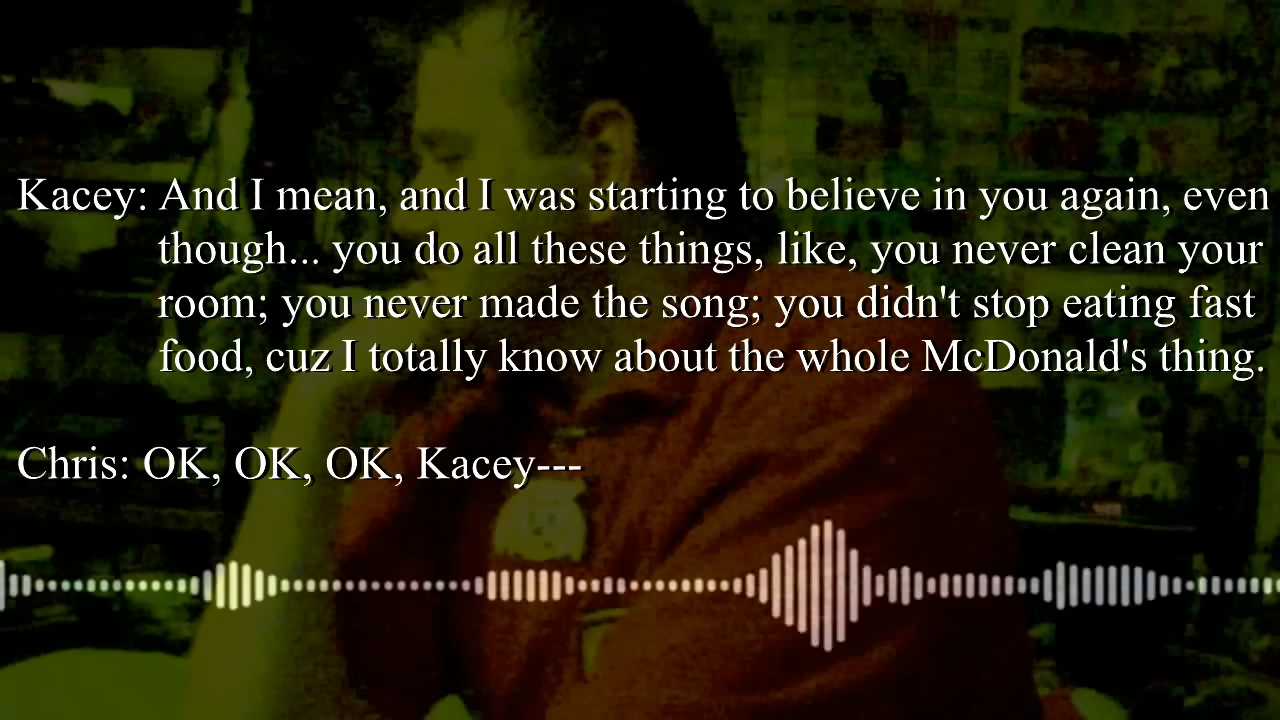 Kacey: And I mean, and I was starting to believe in you again, even
though... you do all these things, like, you never clean your
room; you never made the song; you didn't stop eating fast
food, cuz I totally know about the whole McDonald's thing.
Chris: OK, OK, OK, Kacey---